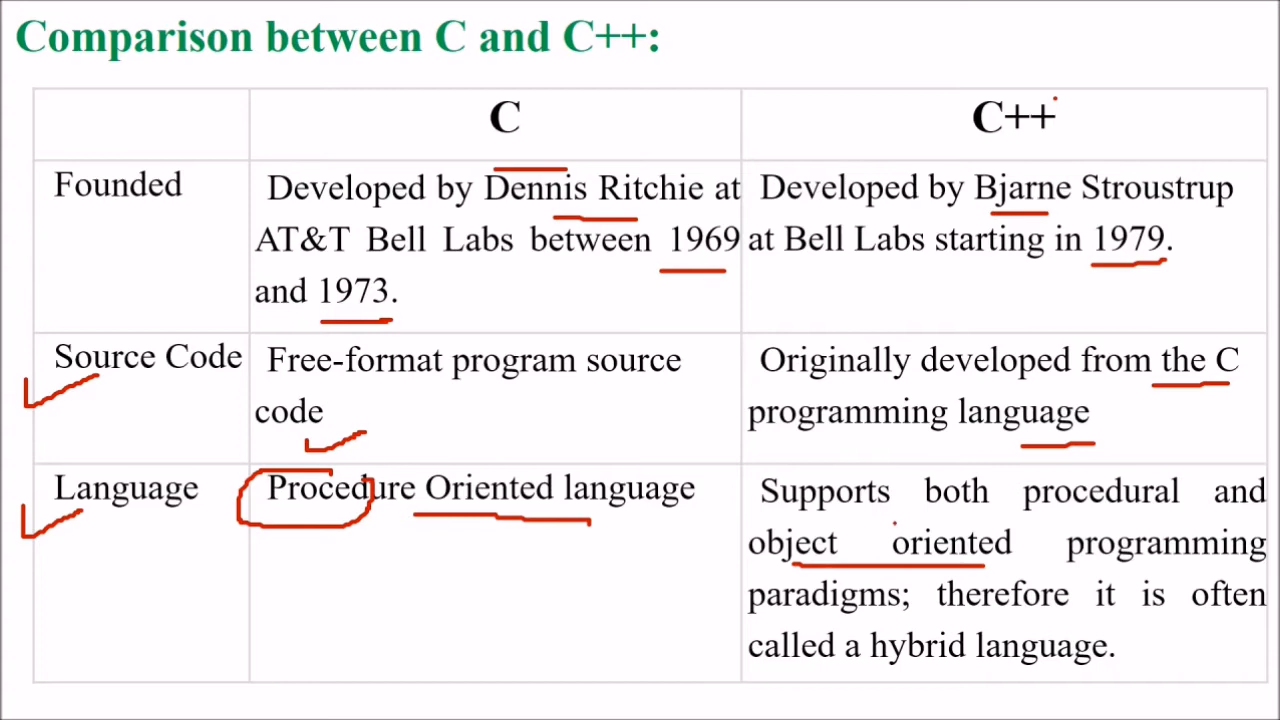 Comparison between C and C++:
C
C++
Founded
Developed by Dennis Ritchie at
AT&T Bell Labs between 1969
and 1973.
Developed by Bjarne Stroustrup
at Bell Labs starting in 1979.
Source Code
Free-format program source
code
Originally developed from the C
programming language
Language
Procedure Oriented language
Supports both procedural and
object oriented programming
paradigms; therefore it is often
called a hybrid language.